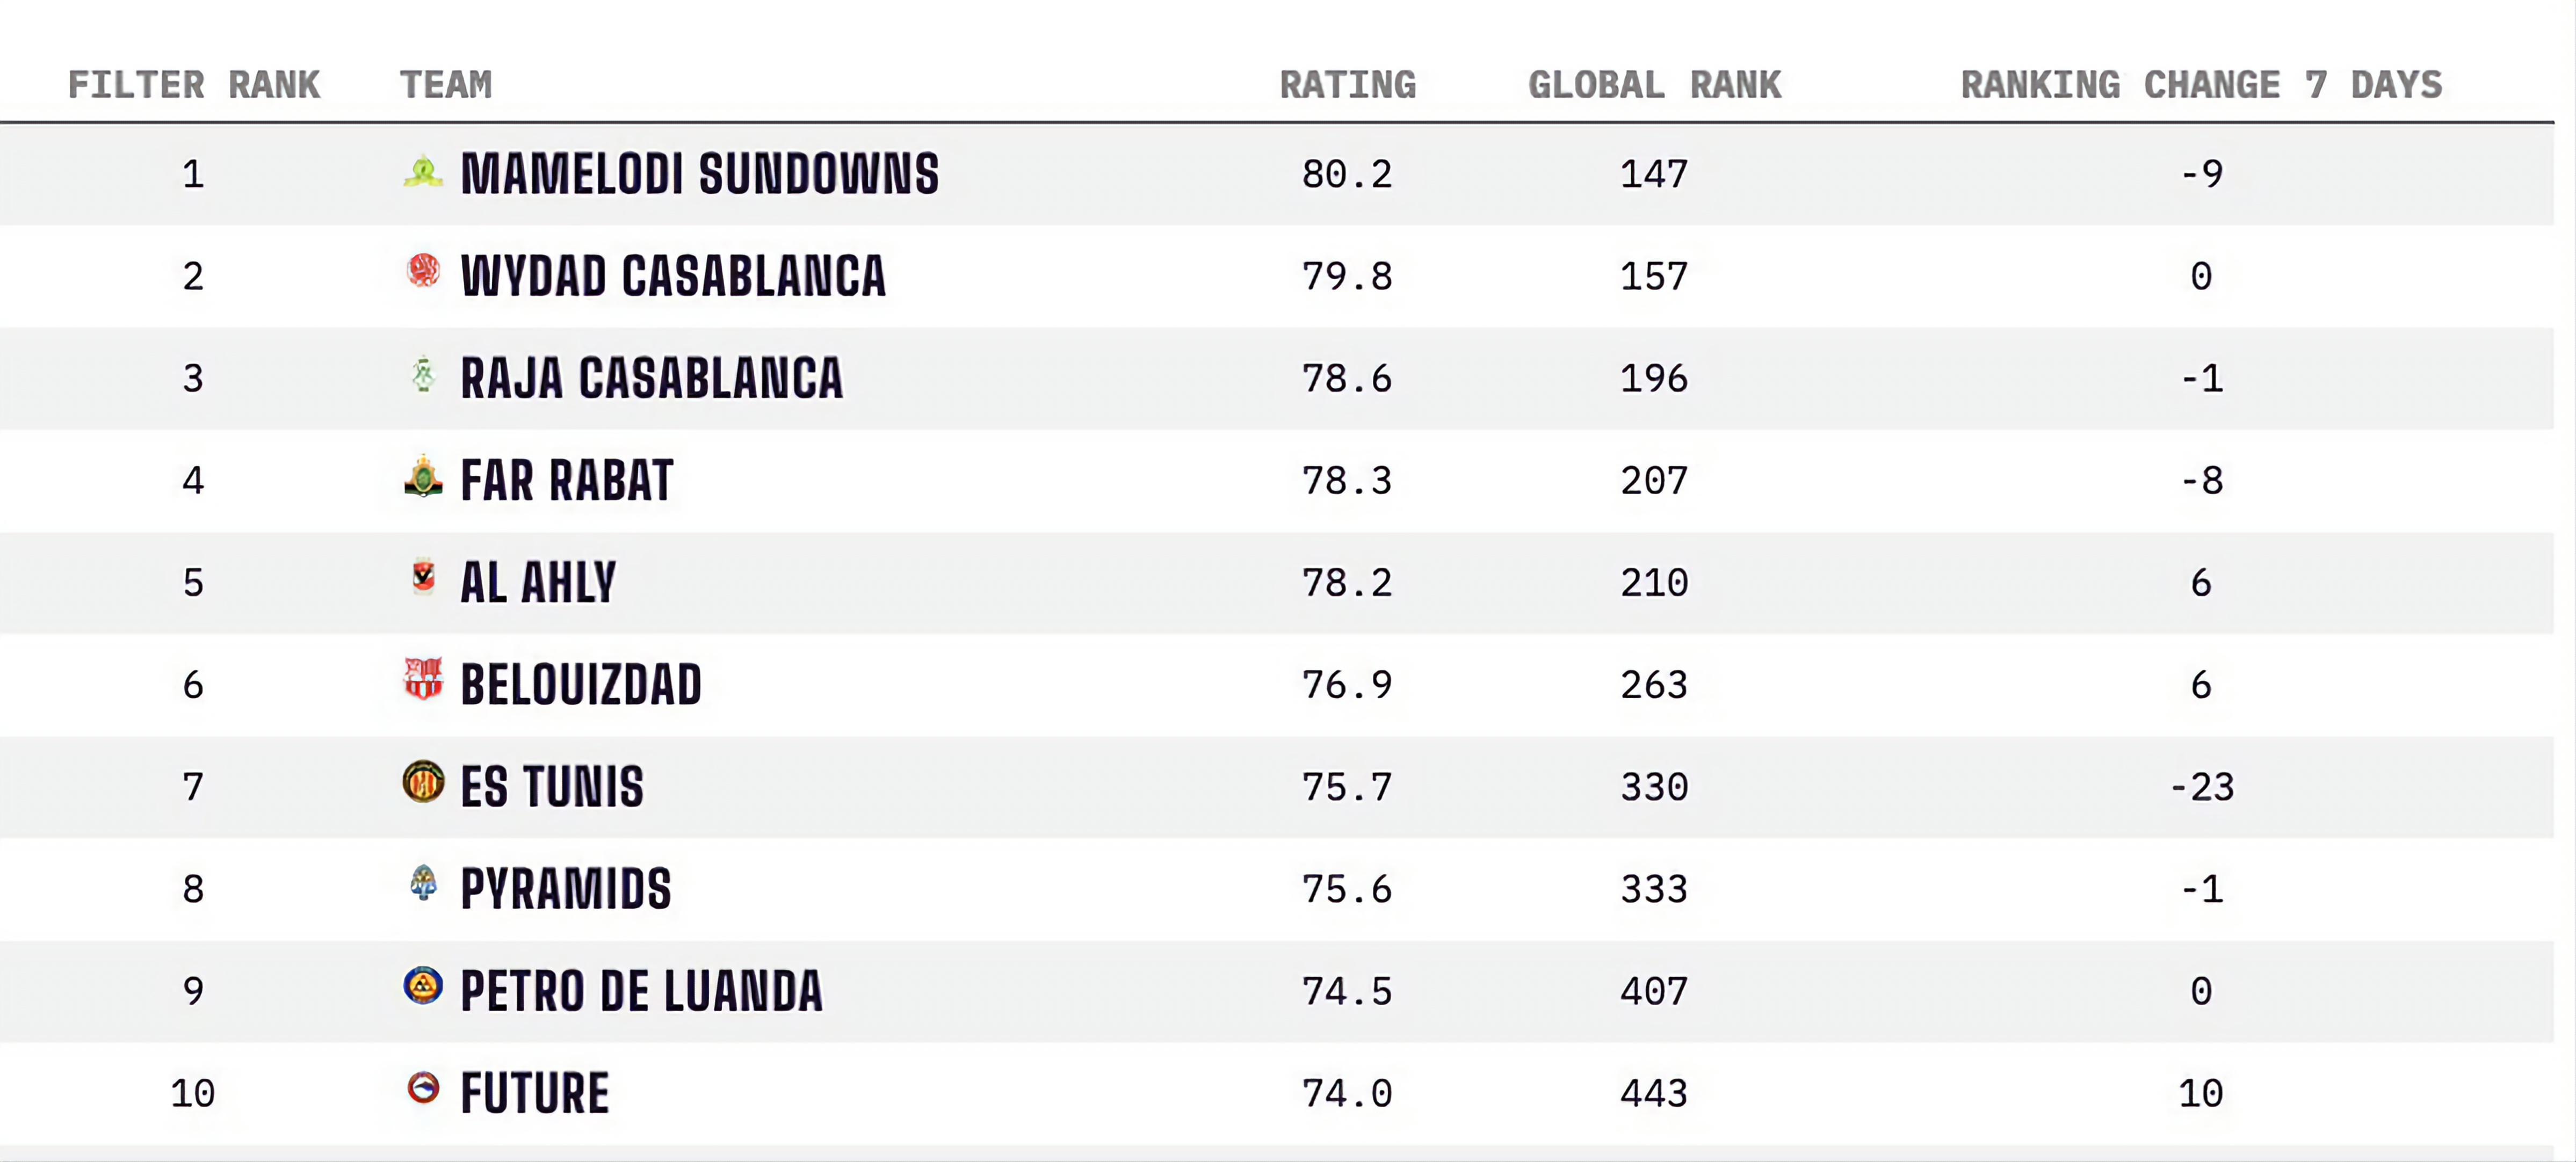 FILTER RANK TEAM RATING GLOBAL RANK RANKING CHANGE 7 DAYS
1 MAMELODI SUNDOWNS 80.2 147 -9
2 WYDAD CASABLANCA 79.8 157 0
3 RAJA CASABLANCA 78.6 196 -1
4 FAR RABAT 78.3 207 -8
5 AL AHLY 78.2 210 6
6 BELOUIZDAD 76.9 263 6
7 ES TUNIS 75.7 330 -23
8 PYRAMIDS 75.6 333 -1
9 PETRO DE LUANDA 74.5 407 0
10 FUTURE 74.0 443 10